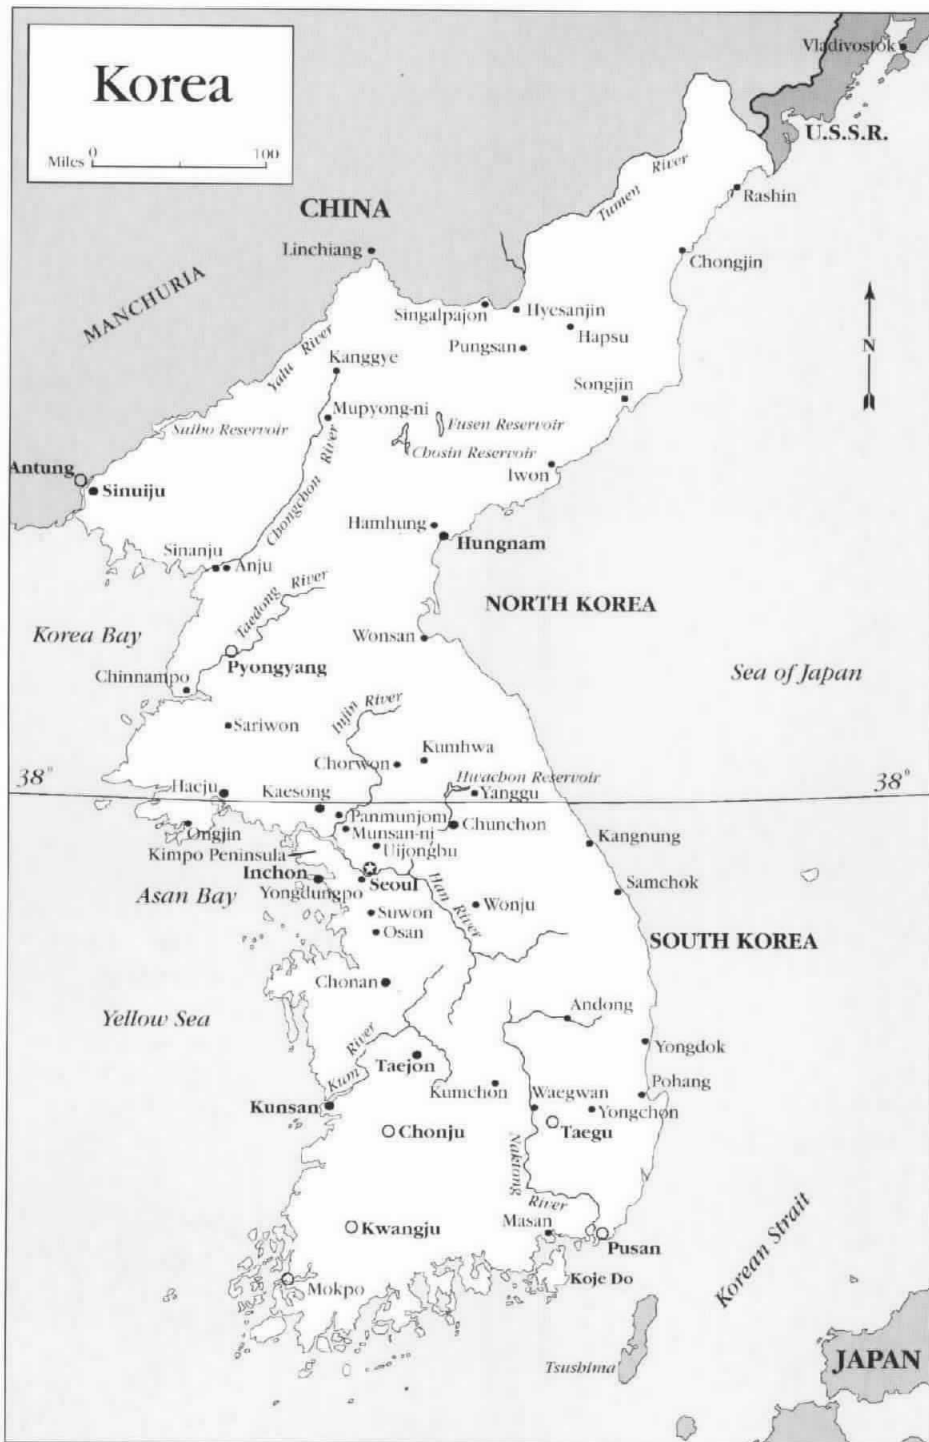 Korea
Miles 0 100
Vladivostok
U.S.S.R.
Tumen River
Rashin
CHINA
Linchiang
Chongjin
MANCHURIA
Singalpajon
Hyesanjin
Hapsu
Pungsan
Yalu River
Kanggye
N
Songjin
Mupyong-ni
Fusen Reservoir
Suiho Reservoir
Chosin Reservoir
Iwon
Antung
Sinuiju
Chongchon River
Hamhung
Hungnam
Sinanju
Anju
Taedong River
NORTH KOREA
Korea Bay
Wonsan
Pyongyang
Chinnampo
Sea of Japan
Injin River
Sariwon
Kumhwa
Chorwon
38°
Hwachon Reservoir
38°
Haeju
Kaesong
Yanggu
Panmunjom
Ongjin
Munsan-ni
Chunchon
Kangnung
Uijongbu
Kimpo Peninsula
Inchon
Seoul
Asan Bay
Yongdungpo
Han River
Samchok
Wonju
Suwon
Osan
SOUTH KOREA
Chonan
Andong
Yellow Sea
Kum River
Yongdok
Taejon
Kumchon
Waegwan
Pohang
Kunsan
Yongchon
Chonju
Taegu
Naktong River
Kwangju
Masan
Pusan
Korean Strait
Mokpo
Koje Do
Tsushima
JAPAN